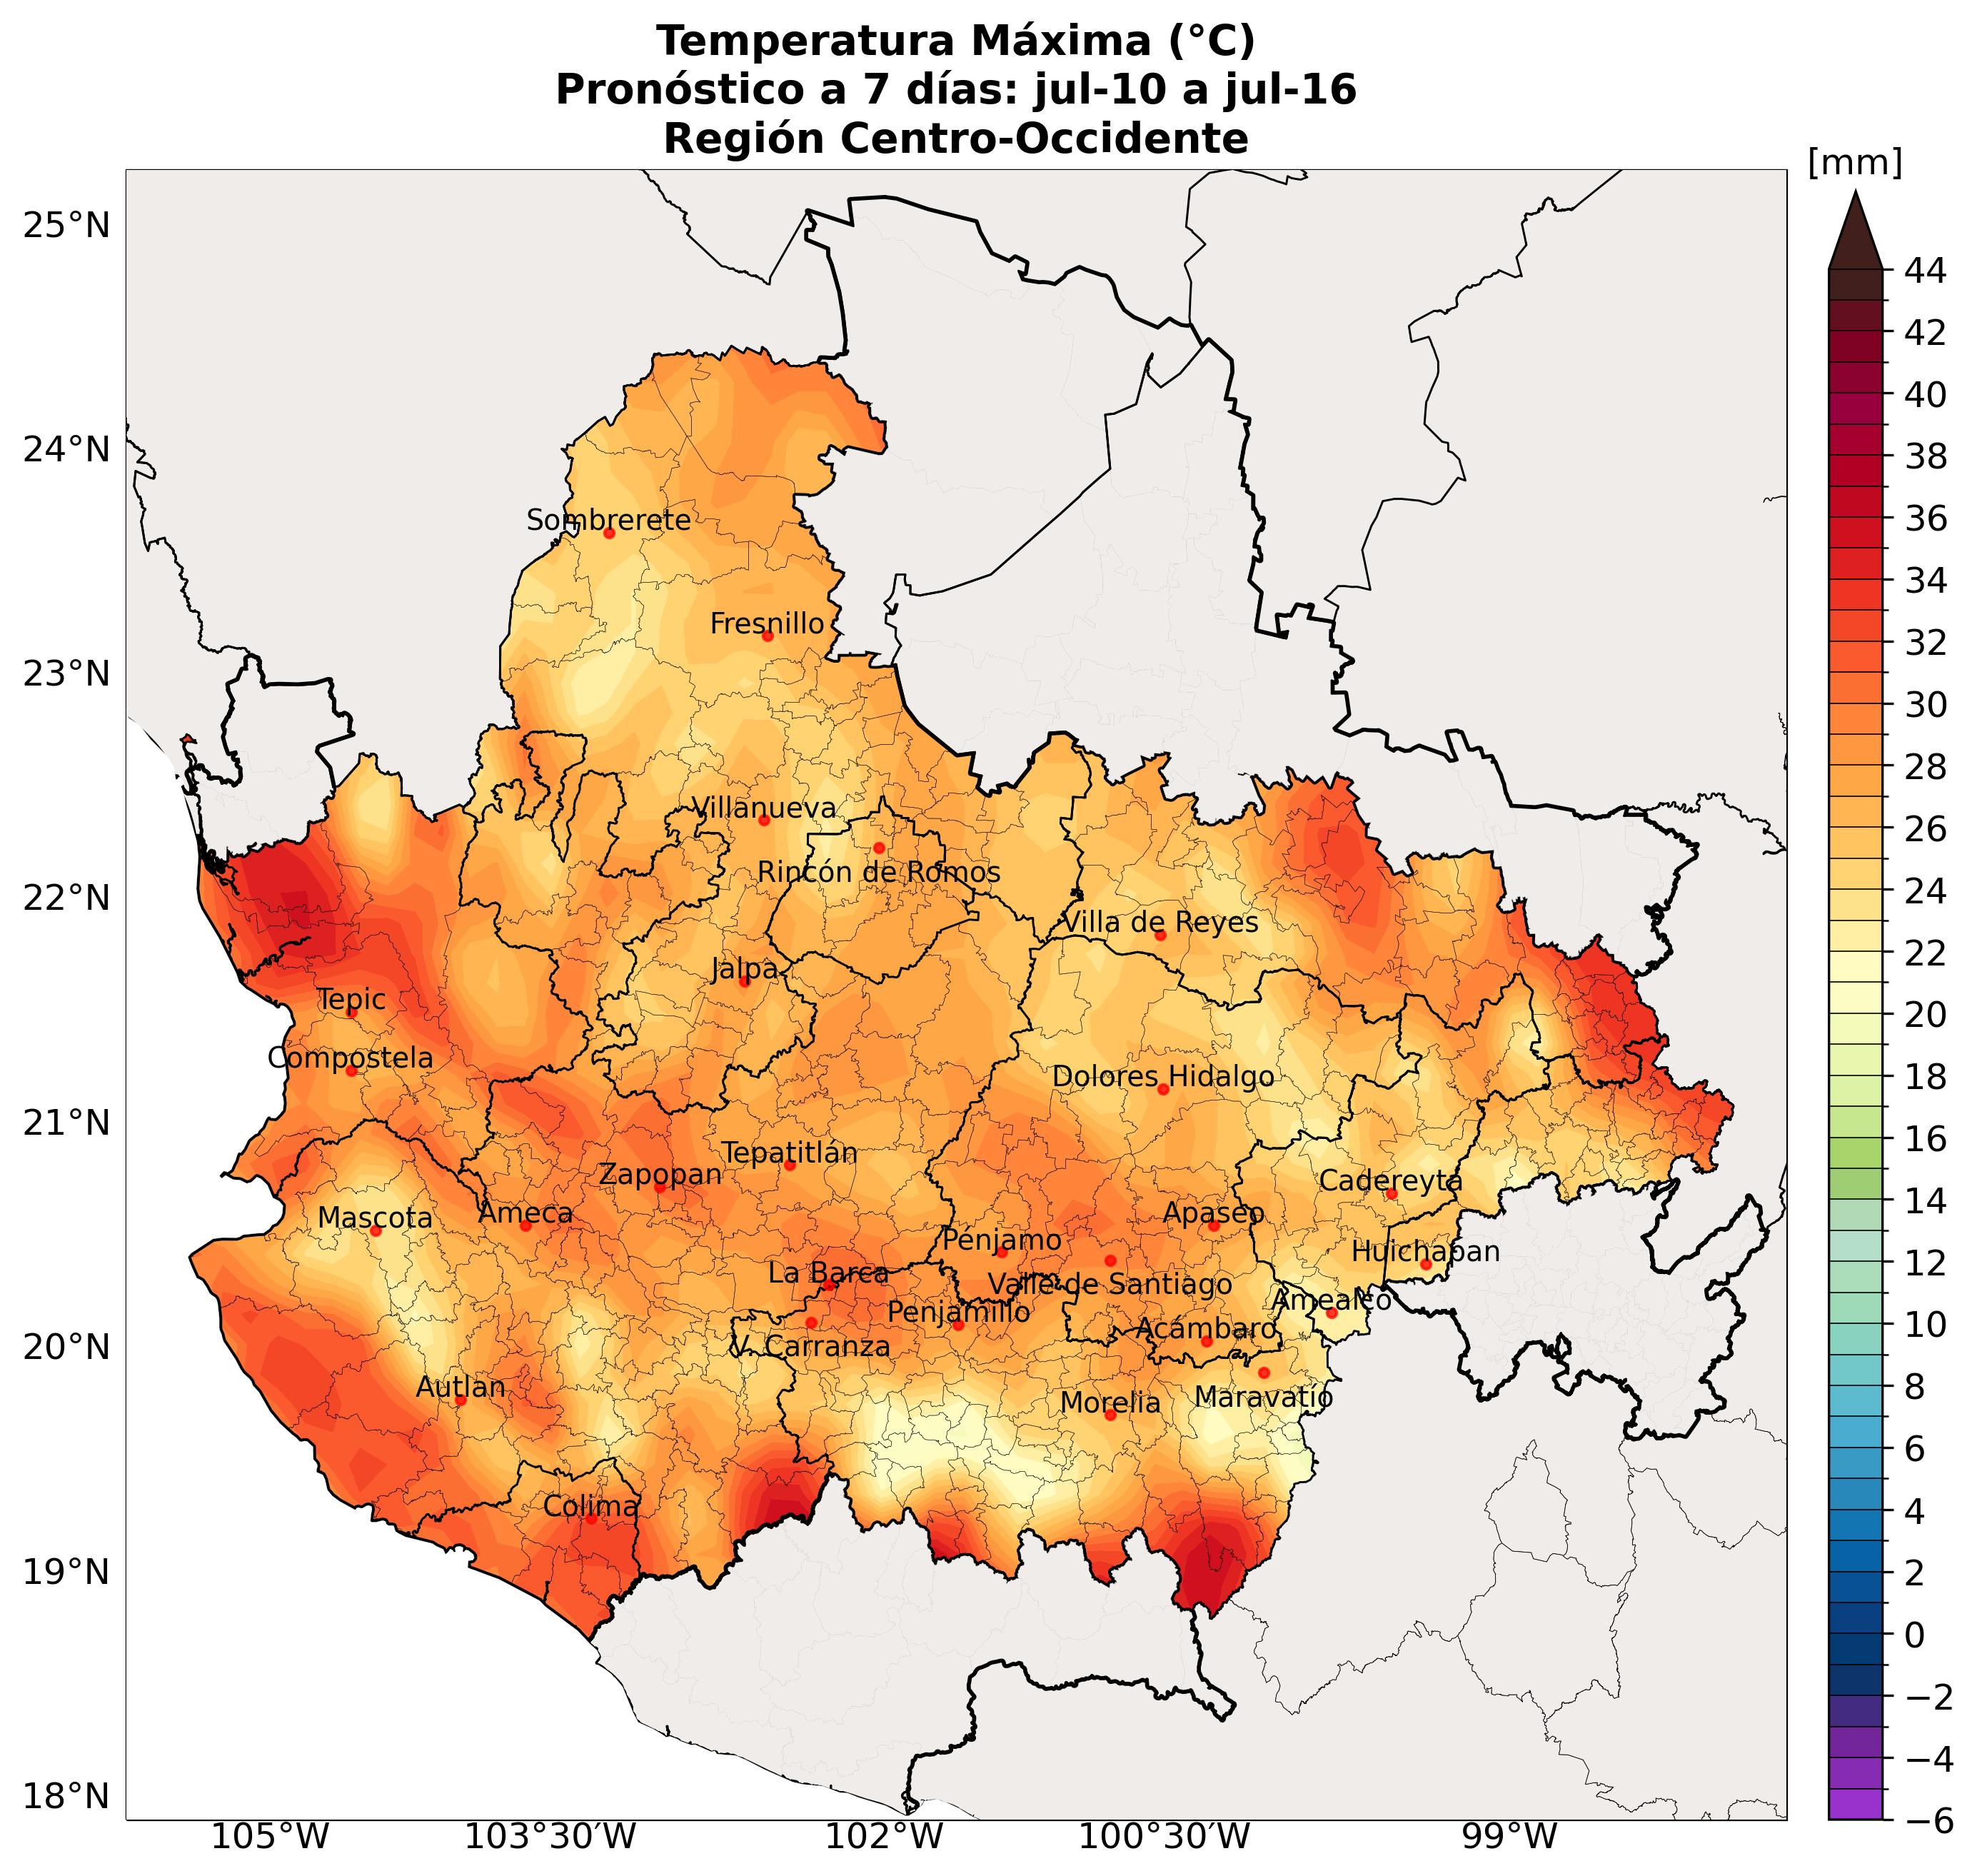 Temperatura Máxima (°C)
Pronóstico a 7 días: jul-10 a jul-16
Región Centro-Occidente
[mm]
25°N
24°N
23°N
22°N
21°N
20°N
19°N
18°N
Sombrerete
Fresnillo
Villanueva
Rincón de Romos
Villa de Reyes
Jalpa
Tepic
Compostela
Dolores Hidalgo
Tepatitlán
Zapopan
Cadereyta
Mascota
Ameca
Apaseo
Pénjamo
Huichapan
La Barca
Valle de Santiago
Amealco
Penjamillo
Acámbaro
V. Carranza
Autlan
Maravatío
Morelia
Colima
105°W
103°30′W
102°W
100°30′W
99°W
44
42
40
38
36
34
32
30
28
26
24
22
20
18
16
14
12
10
8
6
4
2
0
−2
−4
−6